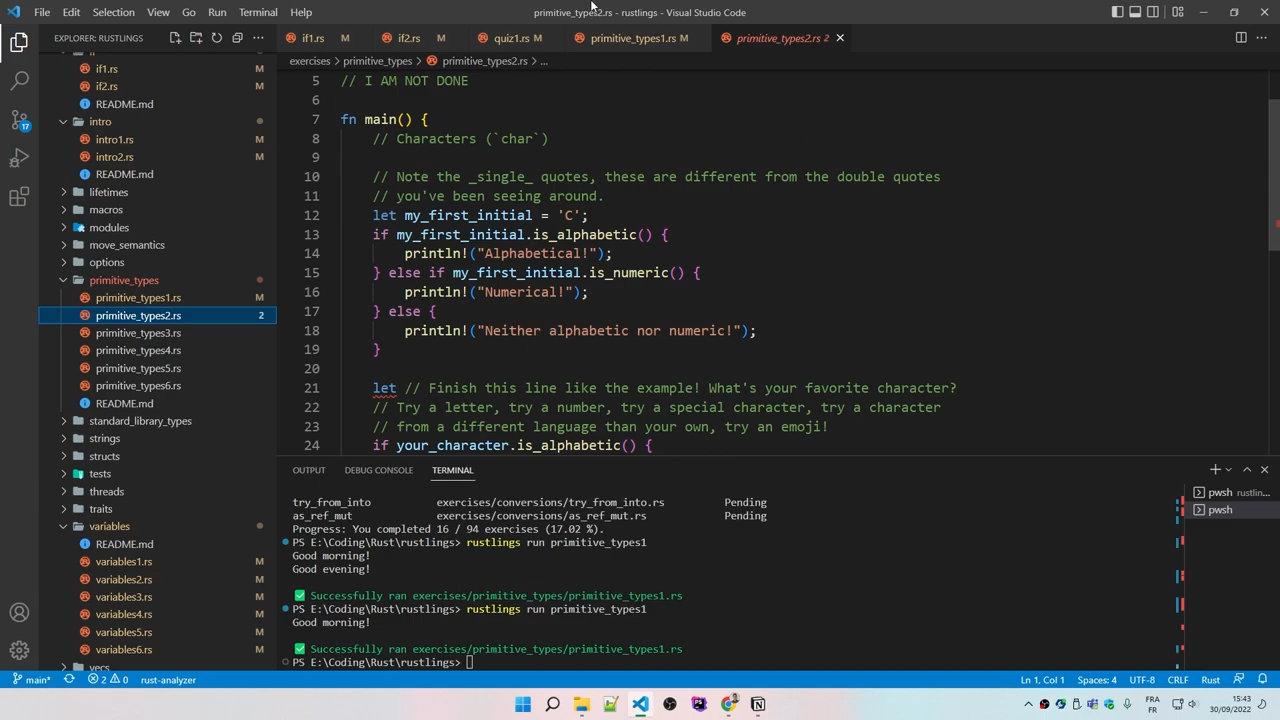 File Edit Selection View Go Run Terminal Help
primitive_types2.rs - rustlings - Visual Studio Code
EXPLORER: RUSTLINGS
if1.rs M
if2.rs M
quiz1.rs M
primitive_types1.rs M
primitive_types2.rs 2
exercises > primitive_types > primitive_types2.rs > ...
if1.rs M
if2.rs M
README.md
intro
intro1.rs M
intro2.rs M
README.md
lifetimes
macros
modules
move_semantics
options
primitive_types
primitive_types1.rs M
primitive_types2.rs 2
primitive_types3.rs
primitive_types4.rs
primitive_types5.rs
primitive_types6.rs
README.md
standard_library_types
strings
structs
tests
threads
traits
variables
README.md
variables1.rs M
variables2.rs M
variables3.rs M
variables4.rs M
variables5.rs M
variables6.rs M
vecs
17
5 // I AM NOT DONE
6
7 fn main() {
8 // Characters (`char`)
9
10 // Note the _single_ quotes, these are different from the double quotes
11 // you've been seeing around.
12 let my_first_initial = 'C';
13 if my_first_initial.is_alphabetic() {
14 println!("Alphabetical!");
15 } else if my_first_initial.is_numeric() {
16 println!("Numerical!");
17 } else {
18 println!("Neither alphabetic nor numeric!");
19 }
20
21 let // Finish this line like the example! What's your favorite character?
22 // Try a letter, try a number, try a special character, try a character
23 // from a different language than your own, try an emoji!
24 if your_character.is_alphabetic() {
OUTPUT DEBUG CONSOLE TERMINAL
try_from_into exercises/conversions/try_from_into.rs Pending
as_ref_mut exercises/conversions/as_ref_mut.rs Pending
Progress: You completed 16 / 94 exercises (17.02 %).
PS E:\Coding\Rust\rustlings> rustlings run primitive_types1
Good morning!
Good evening!
✅ Successfully ran exercises/primitive_types/primitive_types1.rs
PS E:\Coding\Rust\rustlings> rustlings run primitive_types1
Good morning!
✅ Successfully ran exercises/primitive_types/primitive_types1.rs
PS E:\Coding\Rust\rustlings>
pwsh rustlin...
pwsh
main* 2 0 rust-analyzer
Ln 1, Col 1 Spaces: 4 UTF-8 CRLF Rust
FRA
FR
15:43
30/09/2022